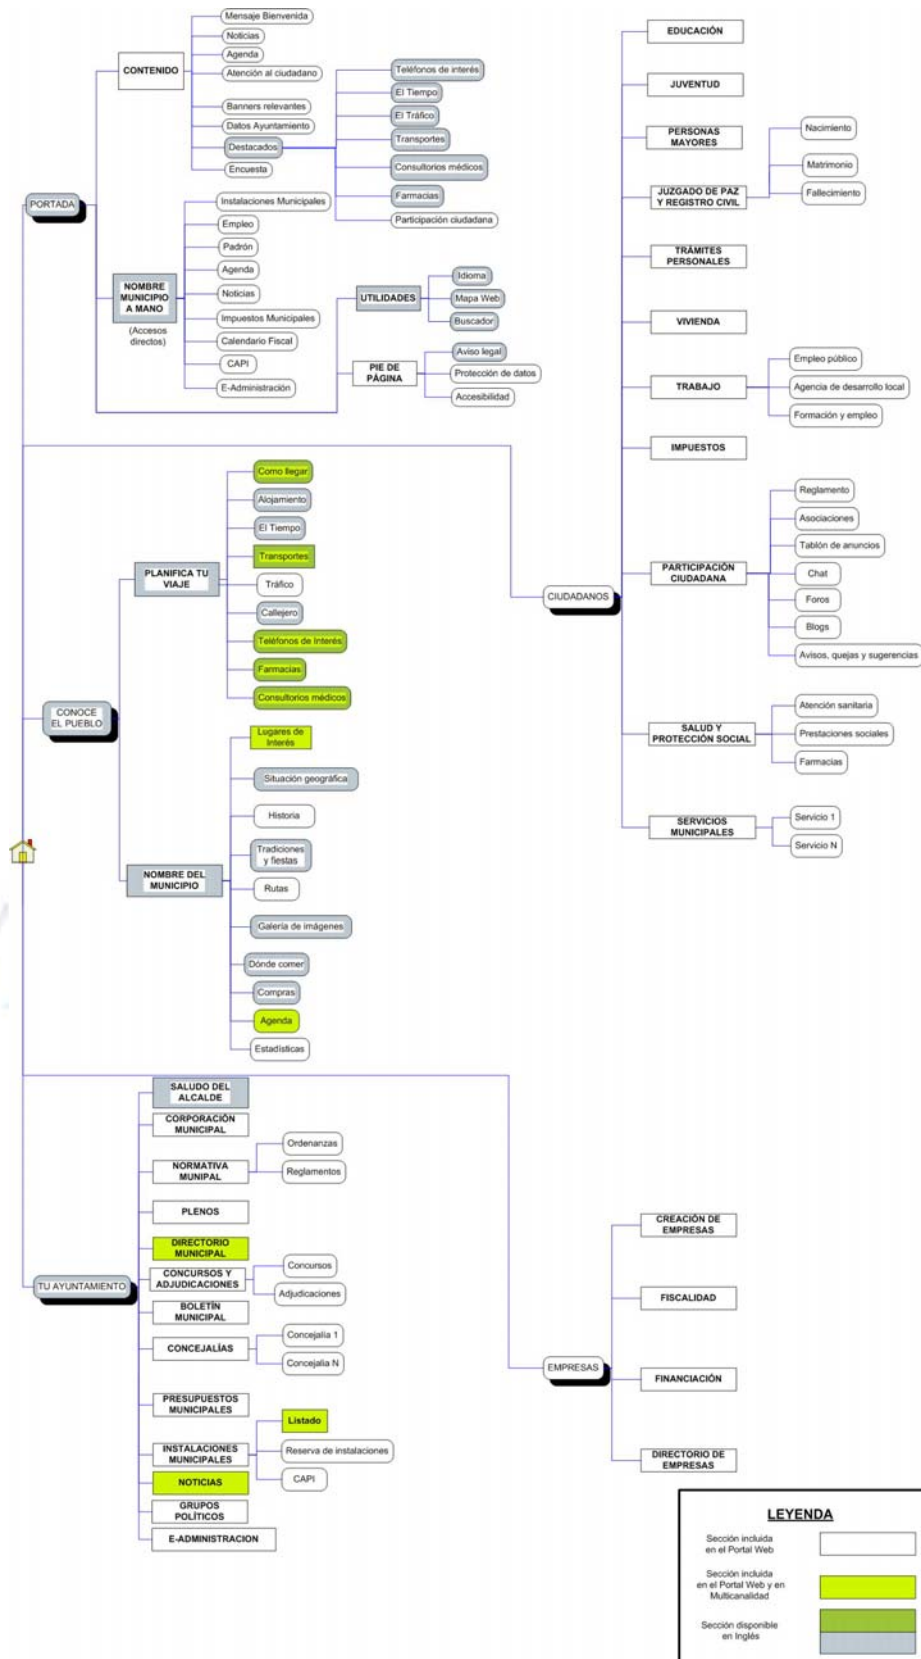 PORTADA
CONTENIDO
Mensaje Bienvenida
Noticias
Agenda
Atención al ciudadano
Banners relevantes
Datos Ayuntamiento
Destacados
Encuesta
Teléfonos de interés
El Tiempo
El Tráfico
Transportes
Consultorios médicos
Farmacias
Participación ciudadana
NOMBRE
MUNICIPIO
A MANO
(Accesos
directos)
Instalaciones Municipales
Empleo
Padrón
Agenda
Noticias
Impuestos Municipales
Calendario Fiscal
CAPI
E-Administración
UTILIDADES
Idioma
Mapa Web
Buscador
PIE DE
PÁGINA
Aviso legal
Protección de datos
Accesibilidad
CIUDADANOS
EDUCACIÓN
JUVENTUD
PERSONAS
MAYORES
JUZGADO DE PAZ
Y REGISTRO CIVIL
Nacimiento
Matrimonio
Fallecimiento
TRÁMITES
PERSONALES
VIVIENDA
TRABAJO
Empleo público
Agencia de desarrollo local
Formación y empleo
IMPUESTOS
PARTICIPACIÓN
CIUDADANA
Reglamento
Asociaciones
Tablón de anuncios
Chat
Foros
Blogs
Avisos, quejas y sugerencias
SALUD Y
PROTECCIÓN SOCIAL
Atención sanitaria
Prestaciones sociales
Farmacias
SERVICIOS
MUNICIPALES
Servicio 1
Servicio N
CONOCE
EL PUEBLO
PLANIFICA TU
VIAJE
Como llegar
Alojamiento
El Tiempo
Transportes
Tráfico
Callejero
Teléfonos de Interés
Farmacias
Consultorios médicos
NOMBRE DEL
MUNICIPIO
Lugares de
Interés
Situación geográfica
Historia
Tradiciones
y fiestas
Rutas
Galería de imágenes
Dónde comer
Compras
Agenda
Estadísticas
TU AYUNTAMIENTO
SALUDO DEL
ALCALDE
CORPORACIÓN
MUNICIPAL
NORMATIVA
MUNIPAL
Ordenanzas
Reglamentos
PLENOS
DIRECTORIO
MUNICIPAL
CONCURSOS Y
ADJUDICACIONES
Concursos
Adjudicaciones
BOLETÍN
MUNICIPAL
CONCEJALÍAS
Concejalía 1
Concejalia N
PRESUPUESTOS
MUNICIPALES
INSTALACIONES
MUNICIPALES
Listado
Reserva de instalaciones
CAPI
NOTICIAS
GRUPOS
POLÍTICOS
E-ADMINISTRACION
EMPRESAS
CREACIÓN DE
EMPRESAS
FISCALIDAD
FINANCIACIÓN
DIRECTORIO DE
EMPRESAS
LEYENDA
Sección incluida
en el Portal Web
Sección incluida
en el Portal Web y en
Multicanalidad
Sección disponible
en Inglés